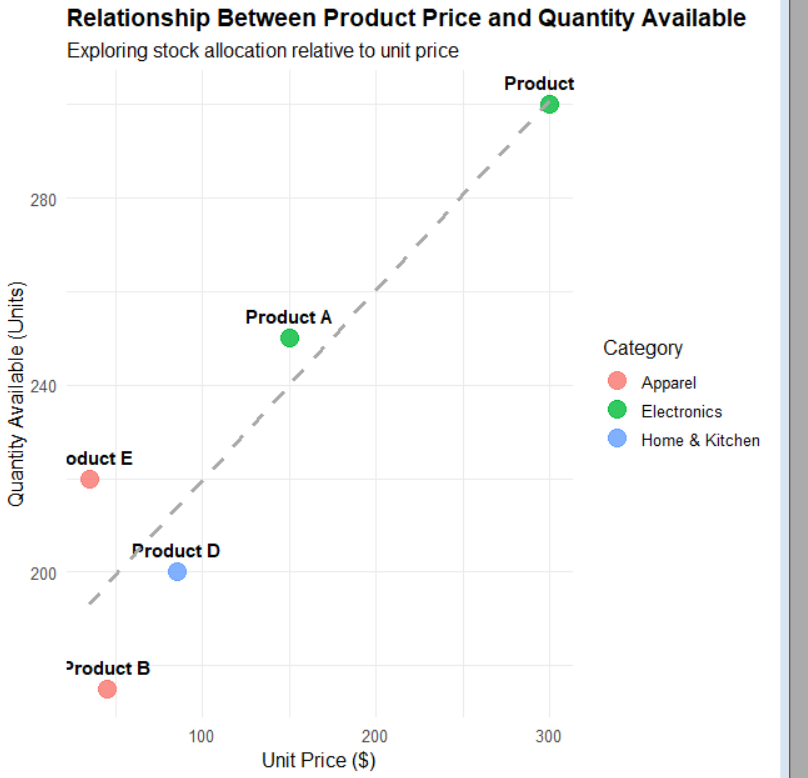 Relationship Between Product Price and Quantity Available
Exploring stock allocation relative to unit price
Product
280
Product A
240
oduct E
Product D
200
Product B
100 200 300
Unit Price ($)
Quantity Available (Units)
Category
Apparel
Electronics
Home & Kitchen